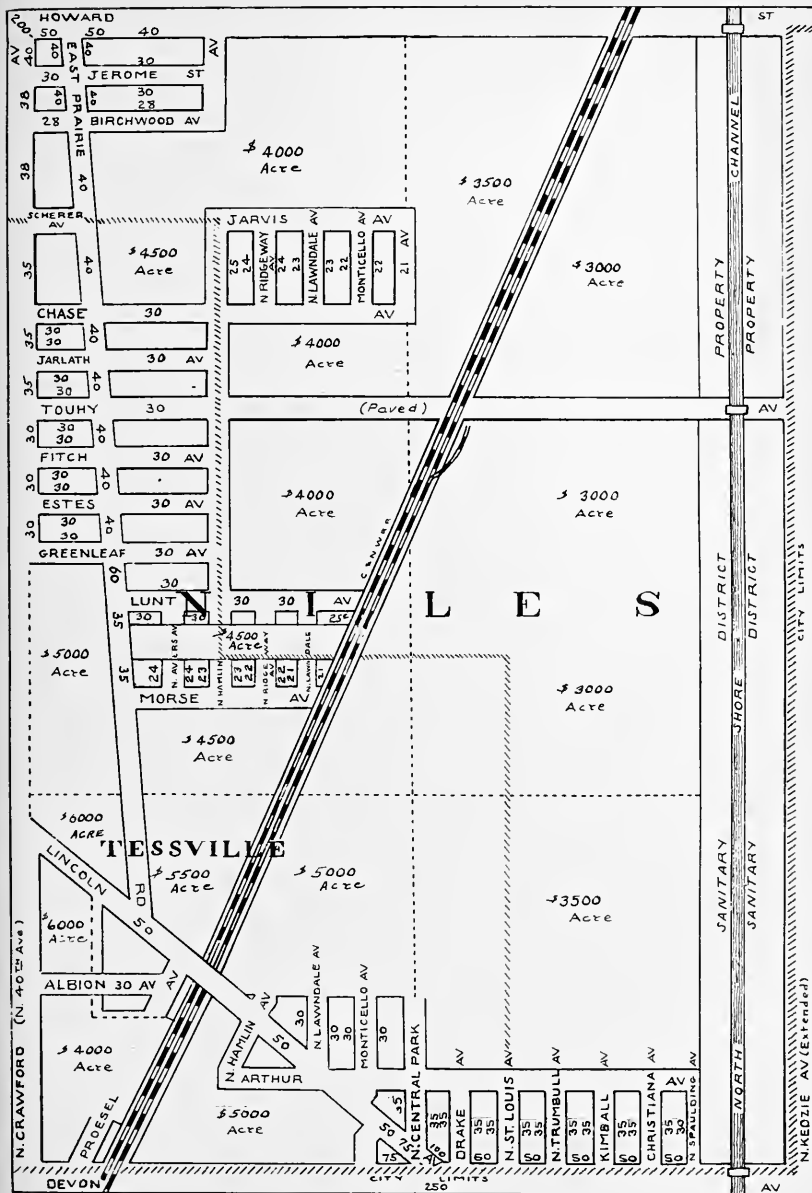 HOWARD ST
200
50 50 40
AV 40 40 EAST PRAIRIE 40 30 AV
30 JEROME ST
38 40 40 30
28
28 BIRCHWOOD AV
38 40
$4000
Acre
$3500
Acre
CHANNEL
SCHERER
AV
JARVIS AV
$4500
Acre
35 40
25 24 N RIDGEWAY AV 24 23 N LAWNDALE AV 23 22 MONTICELLO AV 22 21 AV
$3000
Acre
PROPERTY PROPERTY
CHASE 30 AV
35 30 30 40
$4000
Acre
JARLATH 30 AV
35 30 30 40
TOUHY 30 (Paved) AV
30 30 30 40
FITCH 30 AV
30 30 30 40
$4000
Acre
$3000
Acre
ESTES 30 AV
30 30 30 40
GREENLEAF 30 AV
C & N W R R
60 30
NILES
LUNT 30 30 AV
35 30 30
$4500
Acre
$5000
Acre
35 24 N. AV 24 23 N HAMLIN 23 22 N RIDGEWAY AV 22 21 N. LAWNDALE 21
MORSE AV
$3000
Acre
DISTRICT DISTRICT
SHORE
CITY LIMITS
$4500
Acre
$6000
ACRE
TESSVILLE
LINCOLN AV
50
RD
$5500
Acre
$5000
Acre
$3500
Acre
SANITARY SANITARY
$6000
Acre
ALBION 30 AV
N. CRAWFORD (N. 40TH Ave)
$4000
Acre
PROESEL
N. HAMLIN AV
50
30 N LAWNDALE AV 30 30 MONTICELLO AV 30
N. CENTRAL PARK
ARTHUR AV
$5000
Acre
35
50
75
75
100
DRAKE AV
N. ST. LOUIS AV
N. TRUMBULL AV
KIMBALL AV
CHRISTIANA AV
N SPAULDING AV
35 35 35 35 35 35 35 35 35 30
50 50 50 50 50
NORTH
N. KEDZIE AV (Extended)
DEVON AV
CITY LIMITS
250